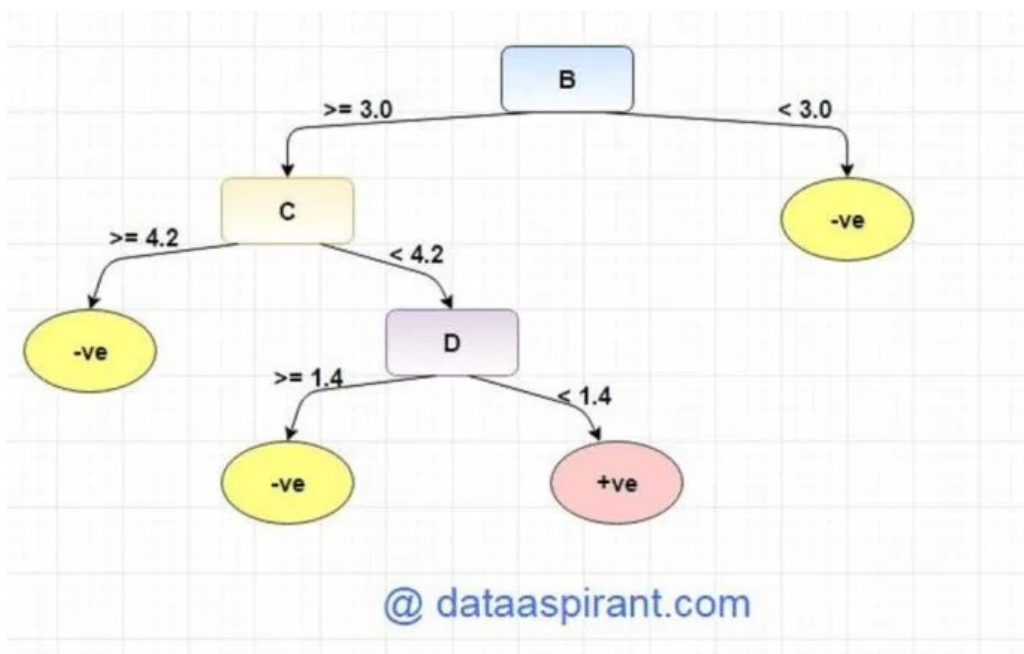 B
>= 3.0
< 3.0
C
-ve
>= 4.2
< 4.2
D
-ve
>= 1.4
< 1.4
-ve
+ve
@ dataaspirant.com